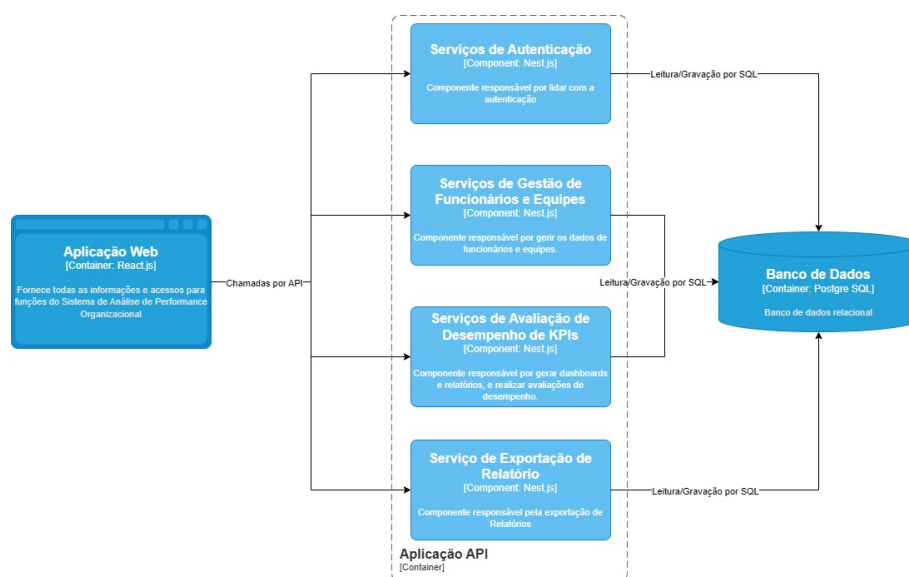 Serviços de Autenticação
[Component: Nest.js]
Componente responsável por lidar com a
autenticação
Leitura/Gravação por SQL
Serviços de Gestão de
Funcionários e Equipes
[Component: Nest.js]
Componente responsável por gerir os dados de
funcionários e equipes.
Aplicação Web
[Container: React.js]
Fornece todas as informações e acessos para
funções do Sistema de Análise de Performance
Organizacional
Chamadas por API
Leitura/Gravação por SQL
Banco de Dados
[Container: Postgre SQL]
Banco de dados relacional
Serviços de Avaliação de
Desempenho de KPIs
[Component: Nest.js]
Componente responsável por gerar dashboards
e relatórios, e realizar avaliações de
desempenho.
Serviço de Exportação de
Relatório
[Component: Nest.js]
Componente responsável pela exportação de
Relatórios
Leitura/Gravação por SQL
Aplicação API
[Container]